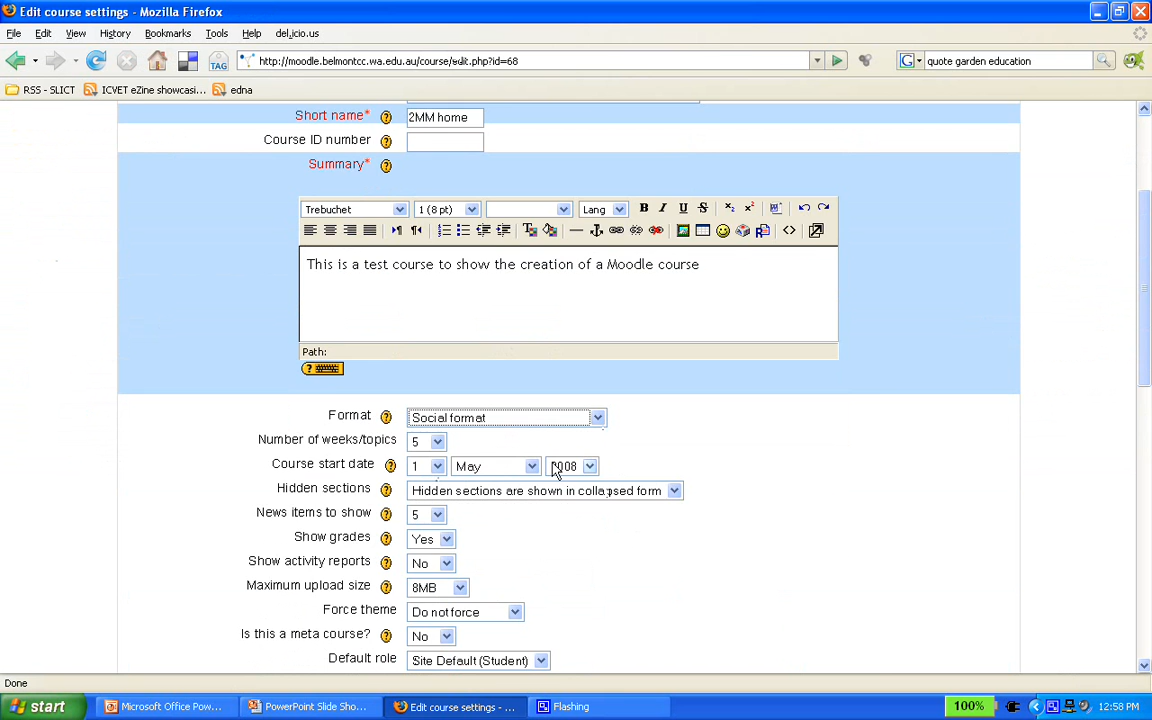 Edit course settings - Mozilla Firefox
File Edit View History Bookmarks Tools Help del.icio.us
TAG http://moodle.belmontcc.wa.edu.au/course/edit.php?id=68 G quote garden education
RSS - SLICT ICVET eZine showcasi... edna
Short name* ? 2MM home
Course ID number
Summary* ?
Trebuchet 1 (8 pt) Lang B I U S
This is a test course to show the creation of a Moodle course
Path:
?
Format ? Social format
Number of weeks/topics 5
Course start date ? 1 May 2008
Hidden sections ? Hidden sections are shown in collapsed form
News items to show ? 5
Show grades ? Yes
Show activity reports ? No
Maximum upload size ? 8MB
Force theme Do not force
Is this a meta course? ? No
Default role Site Default (Student)
Done
start Microsoft Office Pow... PowerPoint Slide Sho... Edit course settings - ... Flashing 100% 12:58 PM